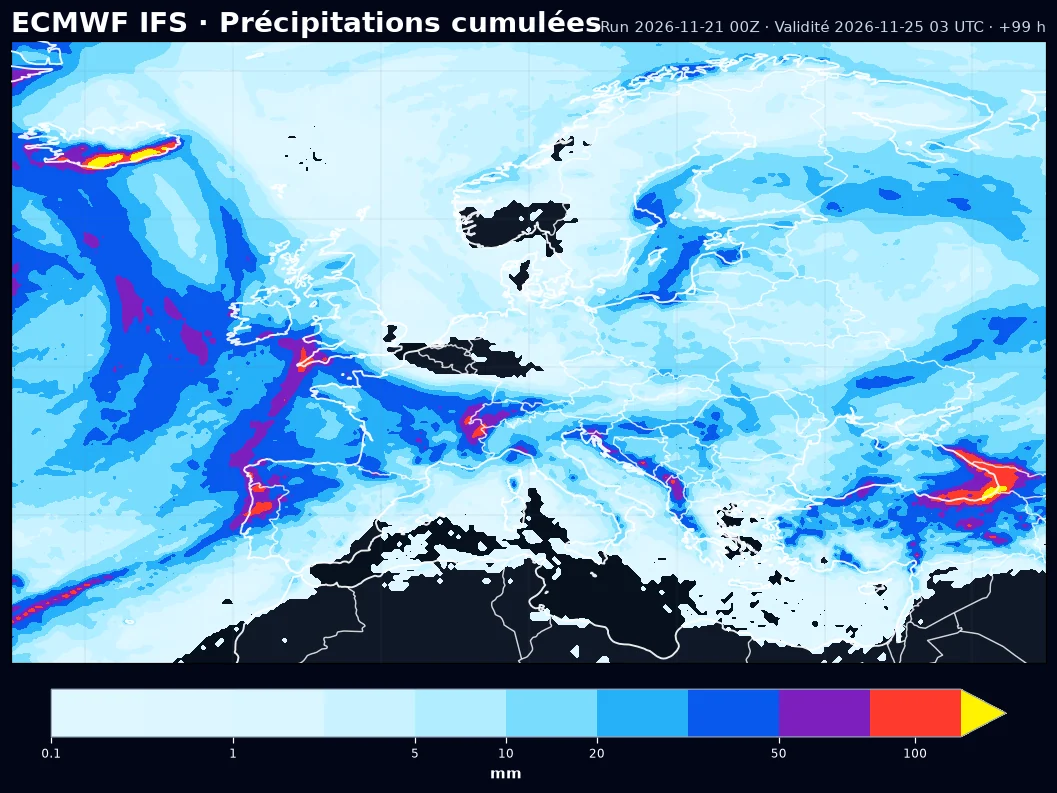 ECMWF IFS · Précipitations cumulées
Run 2026-11-21 00Z · Validité 2026-11-25 03 UTC · +99 h
0.1 1 5 10 20 50 100
mm